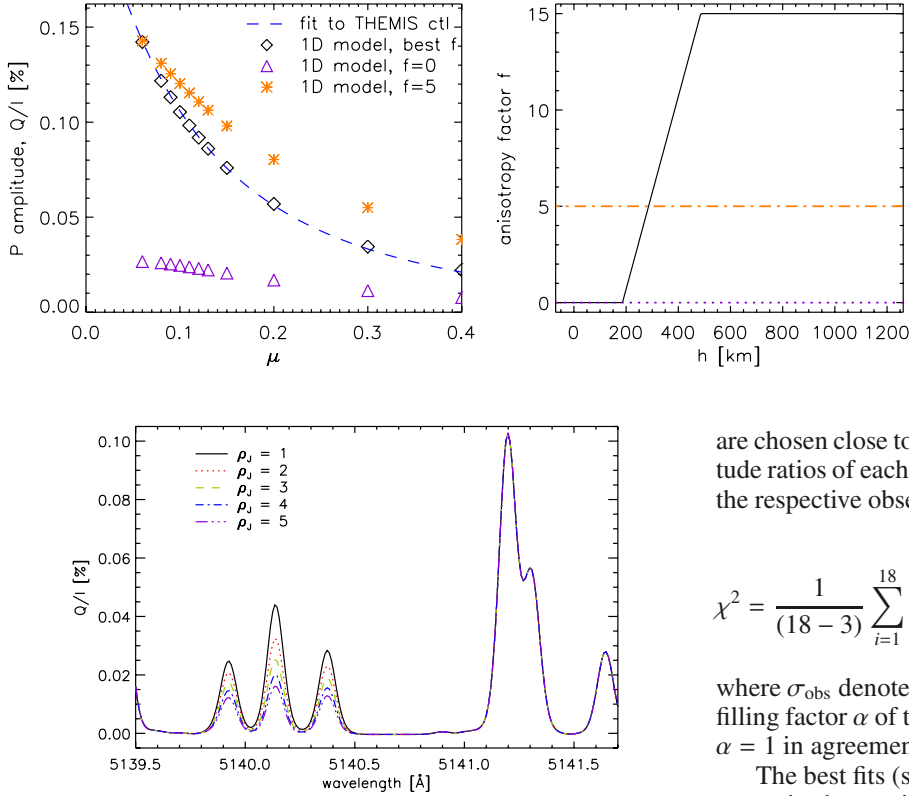 fit to THEMIS ctl
1D model, best f
1D model, f=0
1D model, f=5
P amplitude, Q/I [%]
0.15
0.10
0.05
0.00
0.0 0.1 0.2 0.3 0.4
μ
anisotropy factor f
15
10
5
0
0 200 400 600 800 1000 1200
h [km]
ρJ = 1
ρJ = 2
ρJ = 3
ρJ = 4
ρJ = 5
Q/I [%]
0.10
0.08
0.06
0.04
0.02
0.00
5139.5 5140.0 5140.5 5141.0 5141.5
wavelength [Å]
are chosen close to
tude ratios of each
the respective obse
χ² = 1/(18 − 3) ∑ 18 i=1
where σobs denote
filling factor α of t
α = 1 in agreemen
The best fits (s